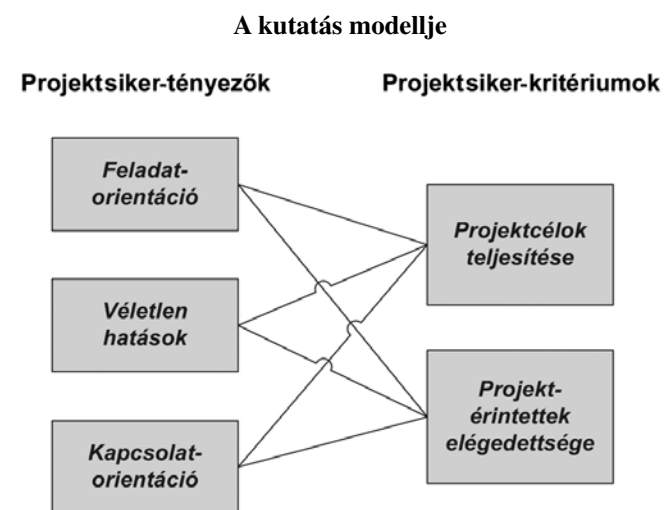 A kutatás modellje
Projektsiker-tényezők
Projektsiker-kritériumok
Feladat-
orientáció
Véletlen
hatások
Kapcsolat-
orientáció
Projektcélok
teljesítése
Projekt-
érintettek
elégedettsége